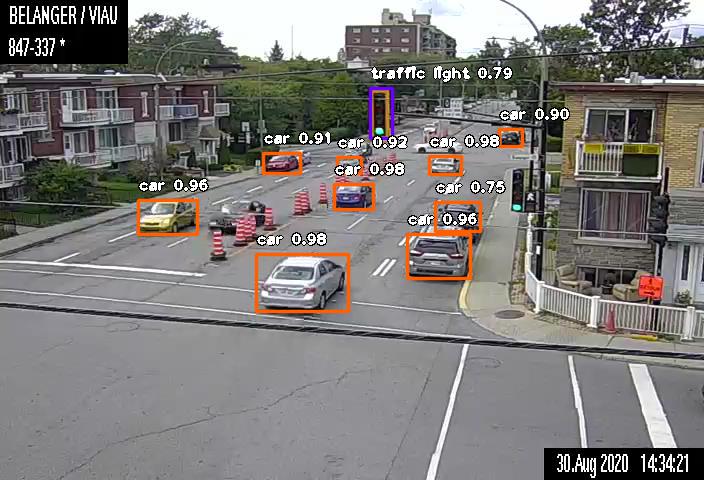 BELANGER / VIAU
847-337 *
traffic light 0.79
car 0.90
car 0.91
car 0.92
car 0.98
car 0.98
car 0.96
car 0.75
car 0.96
car 0.98
DETOUR
30.Aug 2020 14:34:21